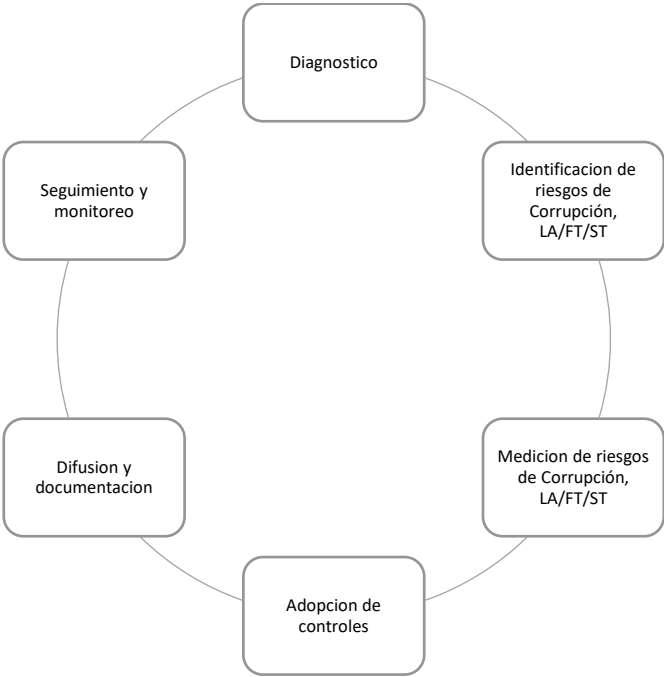 Diagnostico
Identificacion de
riesgos de
Corrupción,
LA/FT/ST
Medicion de riesgos
de Corrupción,
LA/FT/ST
Adopcion de
controles
Difusion y
documentacion
Seguimiento y
monitoreo